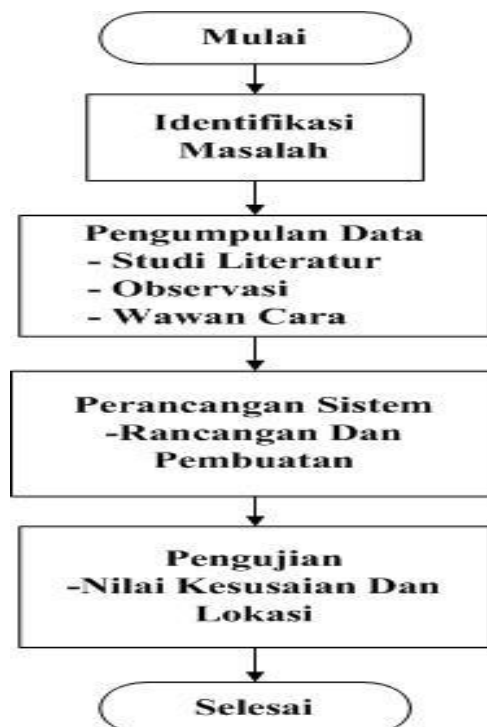 Mulai
Identifikasi
Masalah
Pengumpulan Data
- Studi Literatur
- Observasi
- Wawan Cara
Perancangan Sistem
-Rancangan Dan
Pembuatan
Pengujian
-Nilai Kesusaian Dan
Lokasi
Selesai